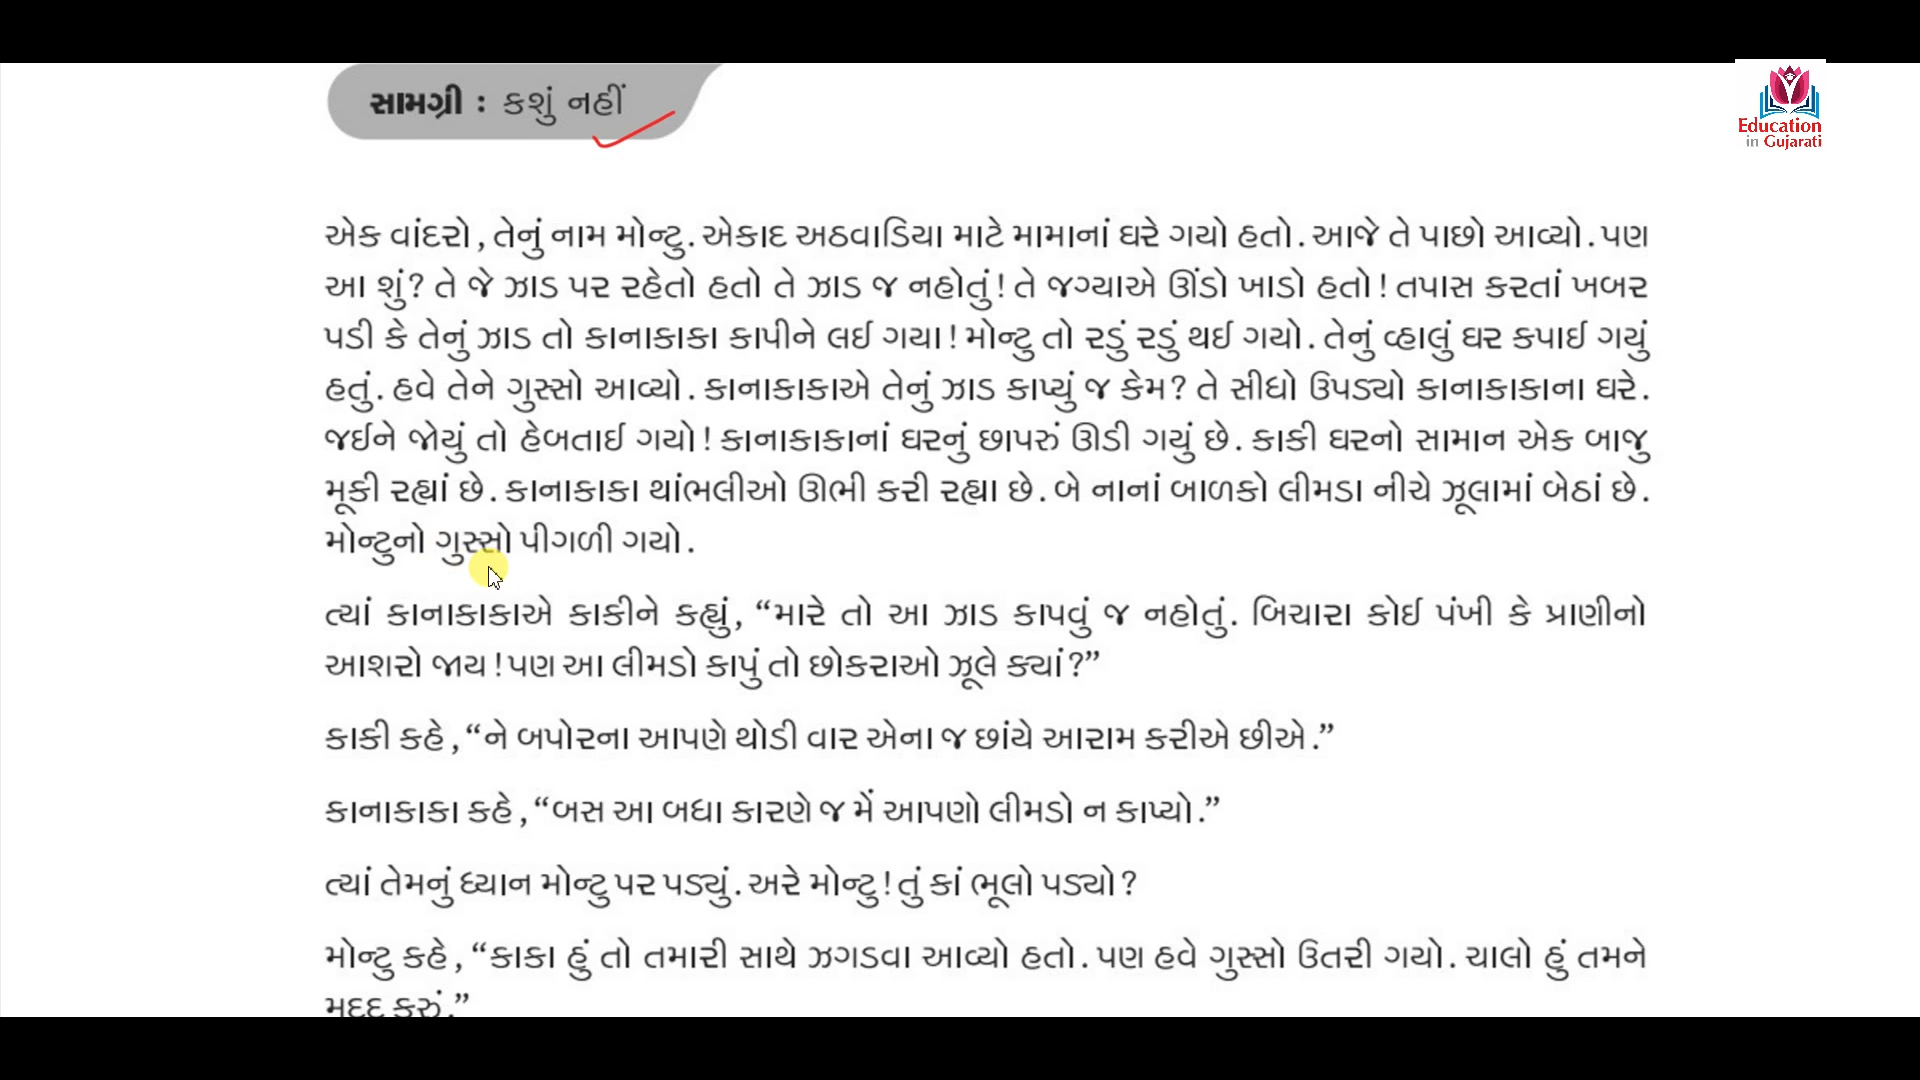 સામગ્રી : કશું નહીં
Education
in Gujarati
એક વાંદરો, તેનું નામ મોન્ટુ. એકાદ અઠવાડિયા માટે મામાનાં ઘરે ગયો હતો. આજે તે પાછો આવ્યો. પણ
આ શું? તે જે ઝાડ પર રહેતો હતો તે ઝાડ જ નહોતું! તે જગ્યાએ ઊંડો ખાડો હતો! તપાસ કરતાં ખબર
પડી કે તેનું ઝાડ તો કાનાકાકા કાપીને લઈ ગયા! મોન્ટુ તો રડું રડું થઈ ગયો. તેનું વ્હાલું ઘર કપાઈ ગયું
હતું. હવે તેને ગુસ્સો આવ્યો. કાનાકાકાએ તેનું ઝાડ કાપ્યું જ કેમ? તે સીધો ઉપડ્યો કાનાકાકાના ઘરે.
જઈને જોયું તો હેબતાઈ ગયો! કાનાકાકાનાં ઘરનું છાપરું ઊડી ગયું છે. કાકી ઘરનો સામાન એક બાજુ
મૂકી રહ્યાં છે. કાનાકાકા થાંભલીઓ ઊભી કરી રહ્યા છે. બે નાનાં બાળકો લીમડા નીચે ઝૂલામાં બેઠાં છે.
મોન્ટુનો ગુસ્સો પીગળી ગયો.
ત્યાં કાનાકાકાએ કાકીને કહ્યું, “મારે તો આ ઝાડ કાપવું જ નહોતું. બિચારા કોઈ પંખી કે પ્રાણીનો
આશરો જાય! પણ આ લીમડો કાપું તો છોકરાઓ ઝૂલે ક્યાં?”
કાકી કહે, “ને બપોરના આપણે થોડી વાર એના જ છાંયે આરામ કરીએ છીએ.”
કાનાકાકા કહે, “બસ આ બધા કારણે જ મેં આપણો લીમડો ન કાપ્યો.”
ત્યાં તેમનું ધ્યાન મોન્ટુ પર પડ્યું. અરે મોન્ટુ! તું કાં ભૂલો પડ્યો?
મોન્ટુ કહે, “કાકા હું તો તમારી સાથે ઝગડવા આવ્યો હતો. પણ હવે ગુસ્સો ઉતરી ગયો. ચાલો હું તમને
મદદ કરું.”